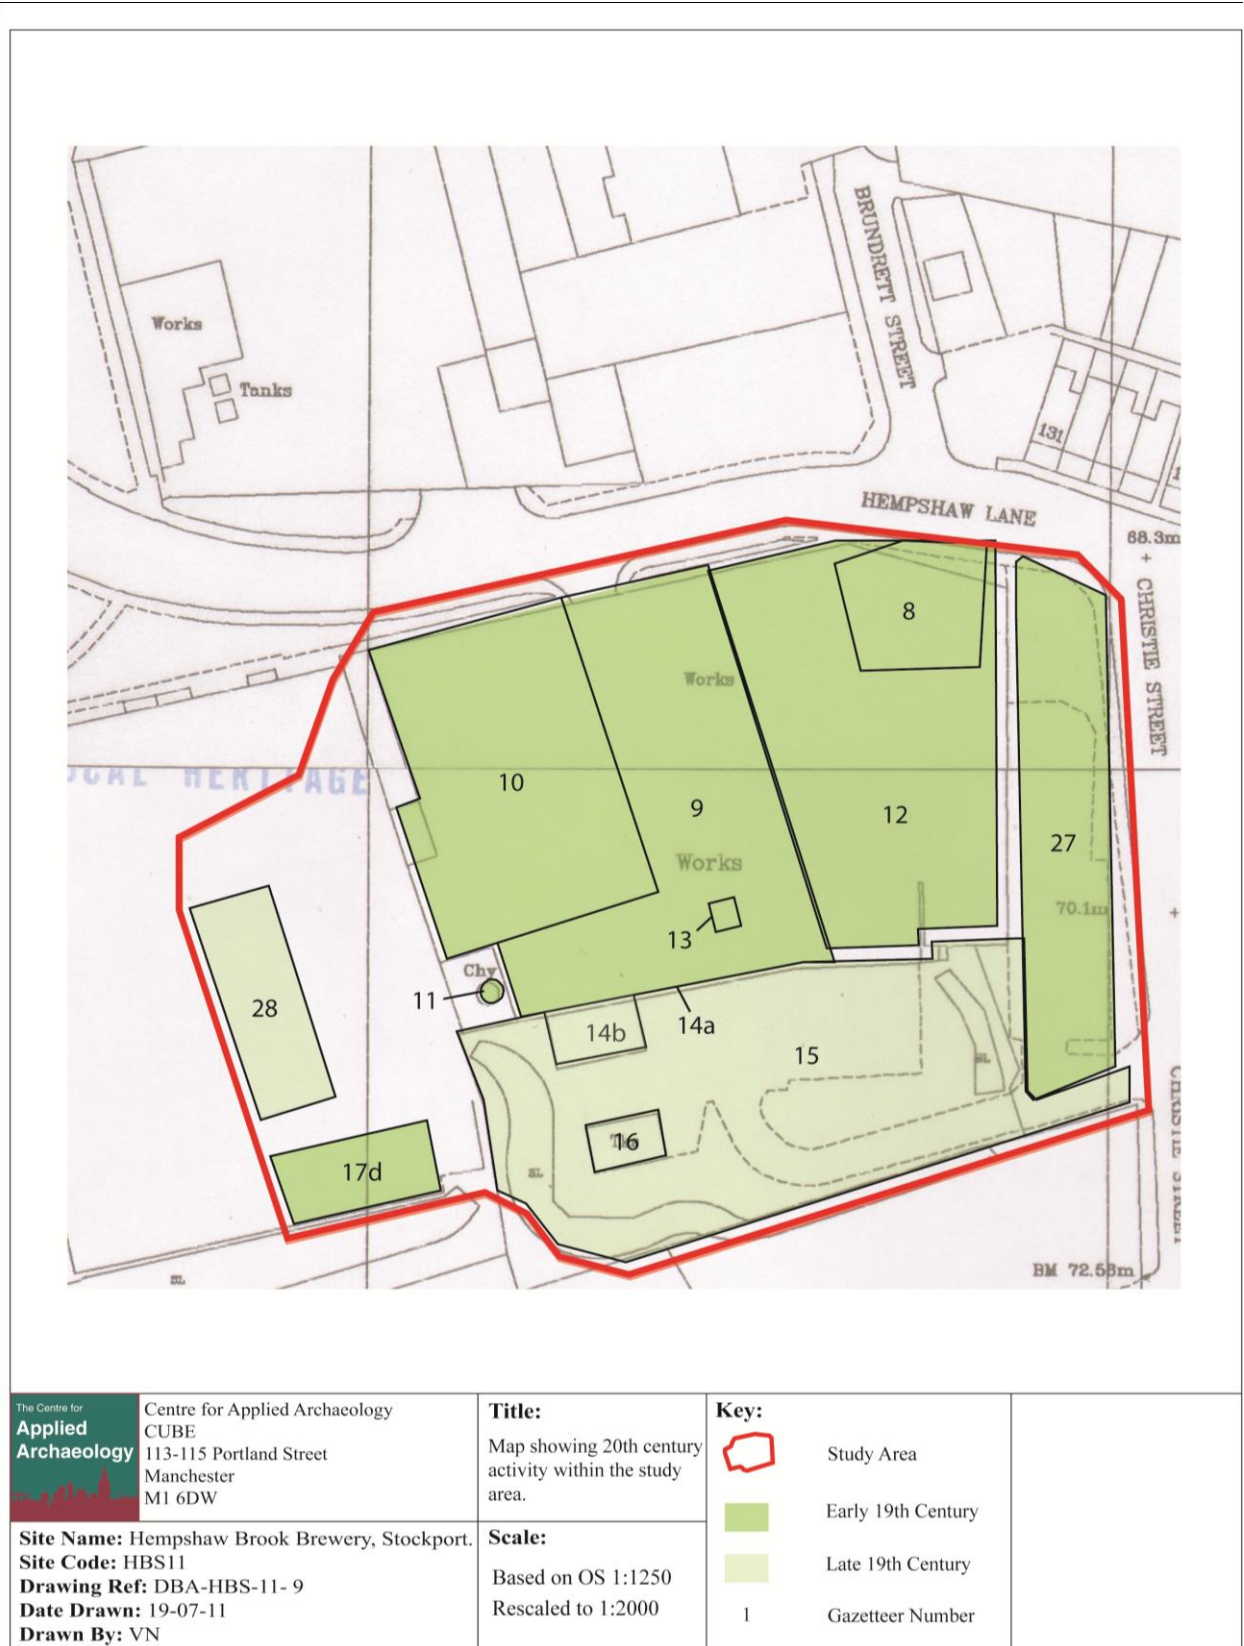 BRUNDRETT STREET
Works
Tanks
131
HEMPSHAW LANE
68.3m
CHRISTIE STREET
8
Works
OCAL HERITAGE
10
9
12
27
Works
70.1m
13
Chy
11
28
14b
14a
15
SL
16
17d
SL
CHRISTIE STREET
SL
BM 72.53m
The Centre for
Applied
Archaeology
Centre for Applied Archaeology
CUBE
113-115 Portland Street
Manchester
M1 6DW
Title:
Map showing 20th century
activity within the study
area.
Key:
Study Area
Early 19th Century
Late 19th Century
1 Gazetteer Number
Site Name: Hempshaw Brook Brewery, Stockport.
Site Code: HBS11
Drawing Ref: DBA-HBS-11- 9
Date Drawn: 19-07-11
Drawn By: VN
Scale:
Based on OS 1:1250
Rescaled to 1:2000